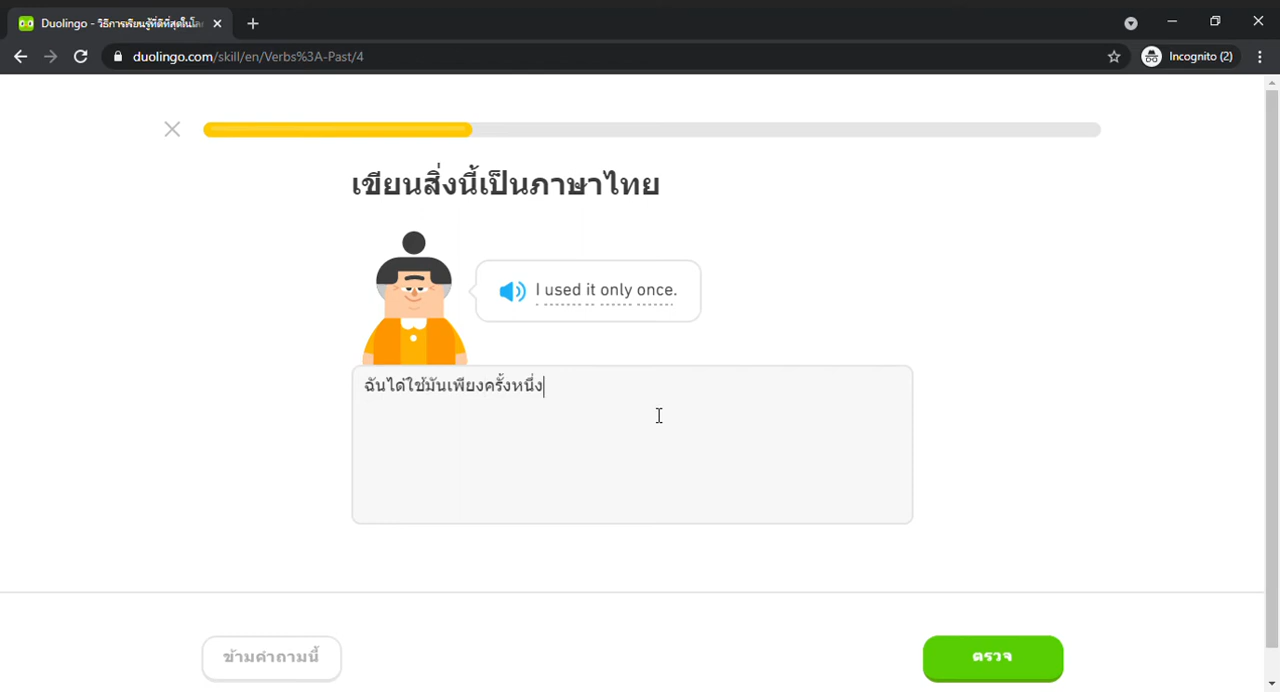 Duolingo - วิธีการเรียนรู้ที่ดีที่สุดในโล
duolingo.com/skill/en/Verbs%3A-Past/4
Incognito (2)
เขียนสิ่งนี้เป็นภาษาไทย
I used it only once.
ฉันได้ใช้มันเพียงครั้งหนึ่ง
ข้ามคำถามนี้
ตรวจ